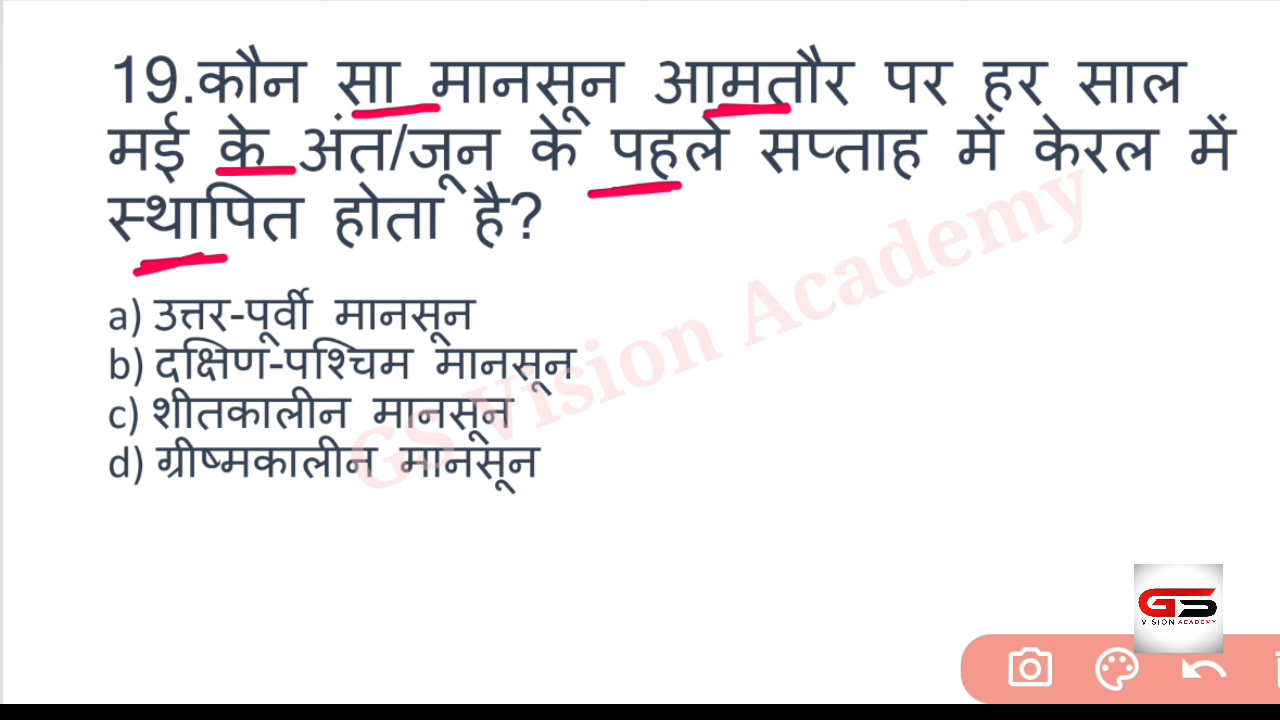 19.कौन सा मानसून आमतौर पर हर साल
मई के अंत/जून के पहले सप्ताह में केरल में
स्थापित होता है?
a) उत्तर-पूर्वी मानसून
b) दक्षिण-पश्चिम मानसून
c) शीतकालीन मानसून
d) ग्रीष्मकालीन मानसून
GS Vision Academy
GS
VISION ACADEMY